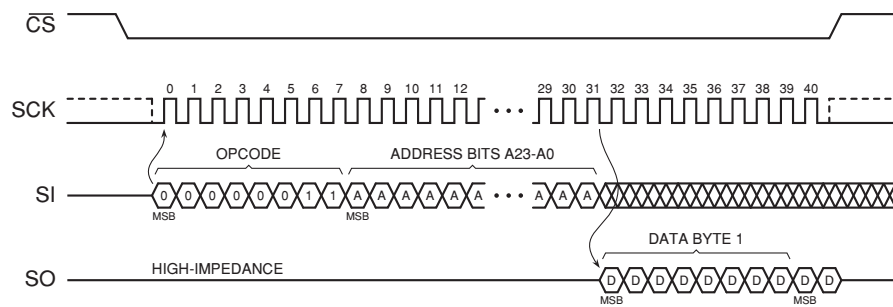 CS
0 1 2 3 4 5 6 7 8 9 10 11 12 29 30 31 32 33 34 35 36 37 38 39 40
SCK
OPCODE ADDRESS BITS A23-A0
SI 0 0 0 0 0 0 1 1 A A A A A A A A A
MSB MSB
DATA BYTE 1
SO HIGH-IMPEDANCE D D D D D D D D D D
MSB MSB